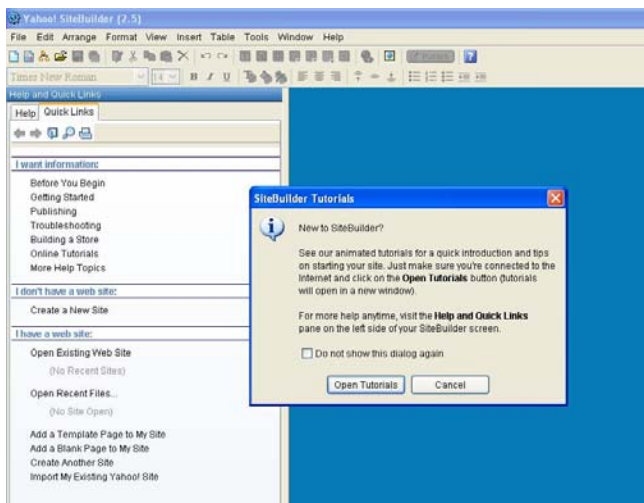 Yahoo! SiteBuilder (2.5)
File Edit Arrange Format View Insert Table Tools Window Help
Times New Roman 14 B I U
Help and Quick Links
Help Quick Links
I want information:
Before You Begin
Getting Started
Publishing
Troubleshooting
Building a Store
Online Tutorials
More Help Topics
I don't have a web site:
Create a New Site
I have a web site:
Open Existing Web Site
(No Recent Sites)
Open Recent Files...
(No Site Open)
Add a Template Page to My Site
Add a Blank Page to My Site
Create Another Site
Import My Existing Yahoo! Site
SiteBuilder Tutorials
New to SiteBuilder?
See our animated tutorials for a quick introduction and tips
on starting your site. Just make sure you're connected to the
Internet and click on the Open Tutorials button (tutorials
will open in a new window).
For more help anytime, visit the Help and Quick Links
pane on the left side of your SiteBuilder screen.
Do not show this dialog again
Open Tutorials Cancel